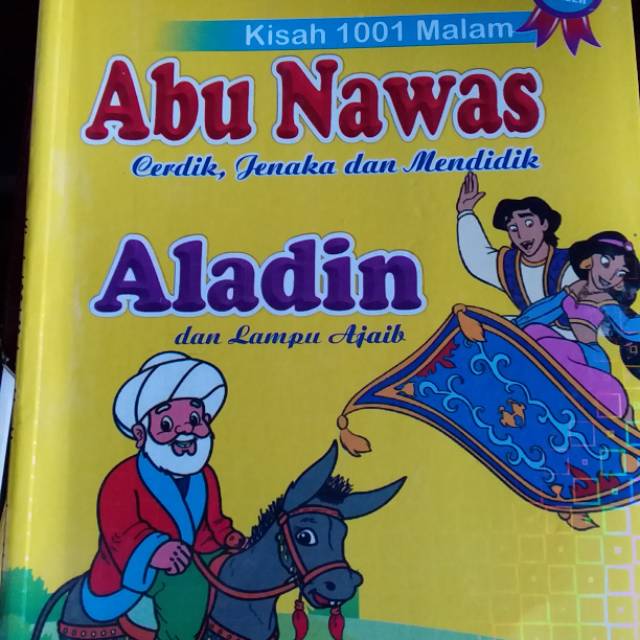 Kisah 1001 Malam
Abu Nawas
Cerdik, Jenaka dan Mendidik
Aladin
dan Lampu Ajaib